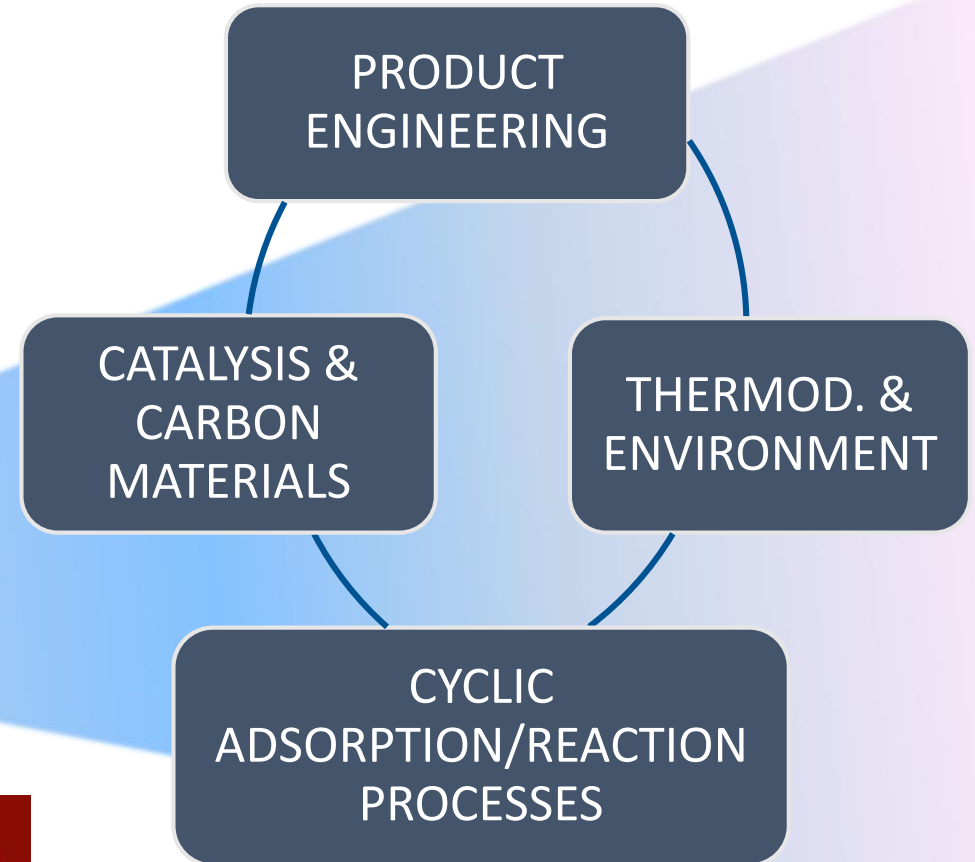 PRODUCT
ENGINEERING
CATALYSIS &
CARBON
MATERIALS
THERMOD. &
ENVIRONMENT
CYCLIC
ADSORPTION/REACTION
PROCESSES